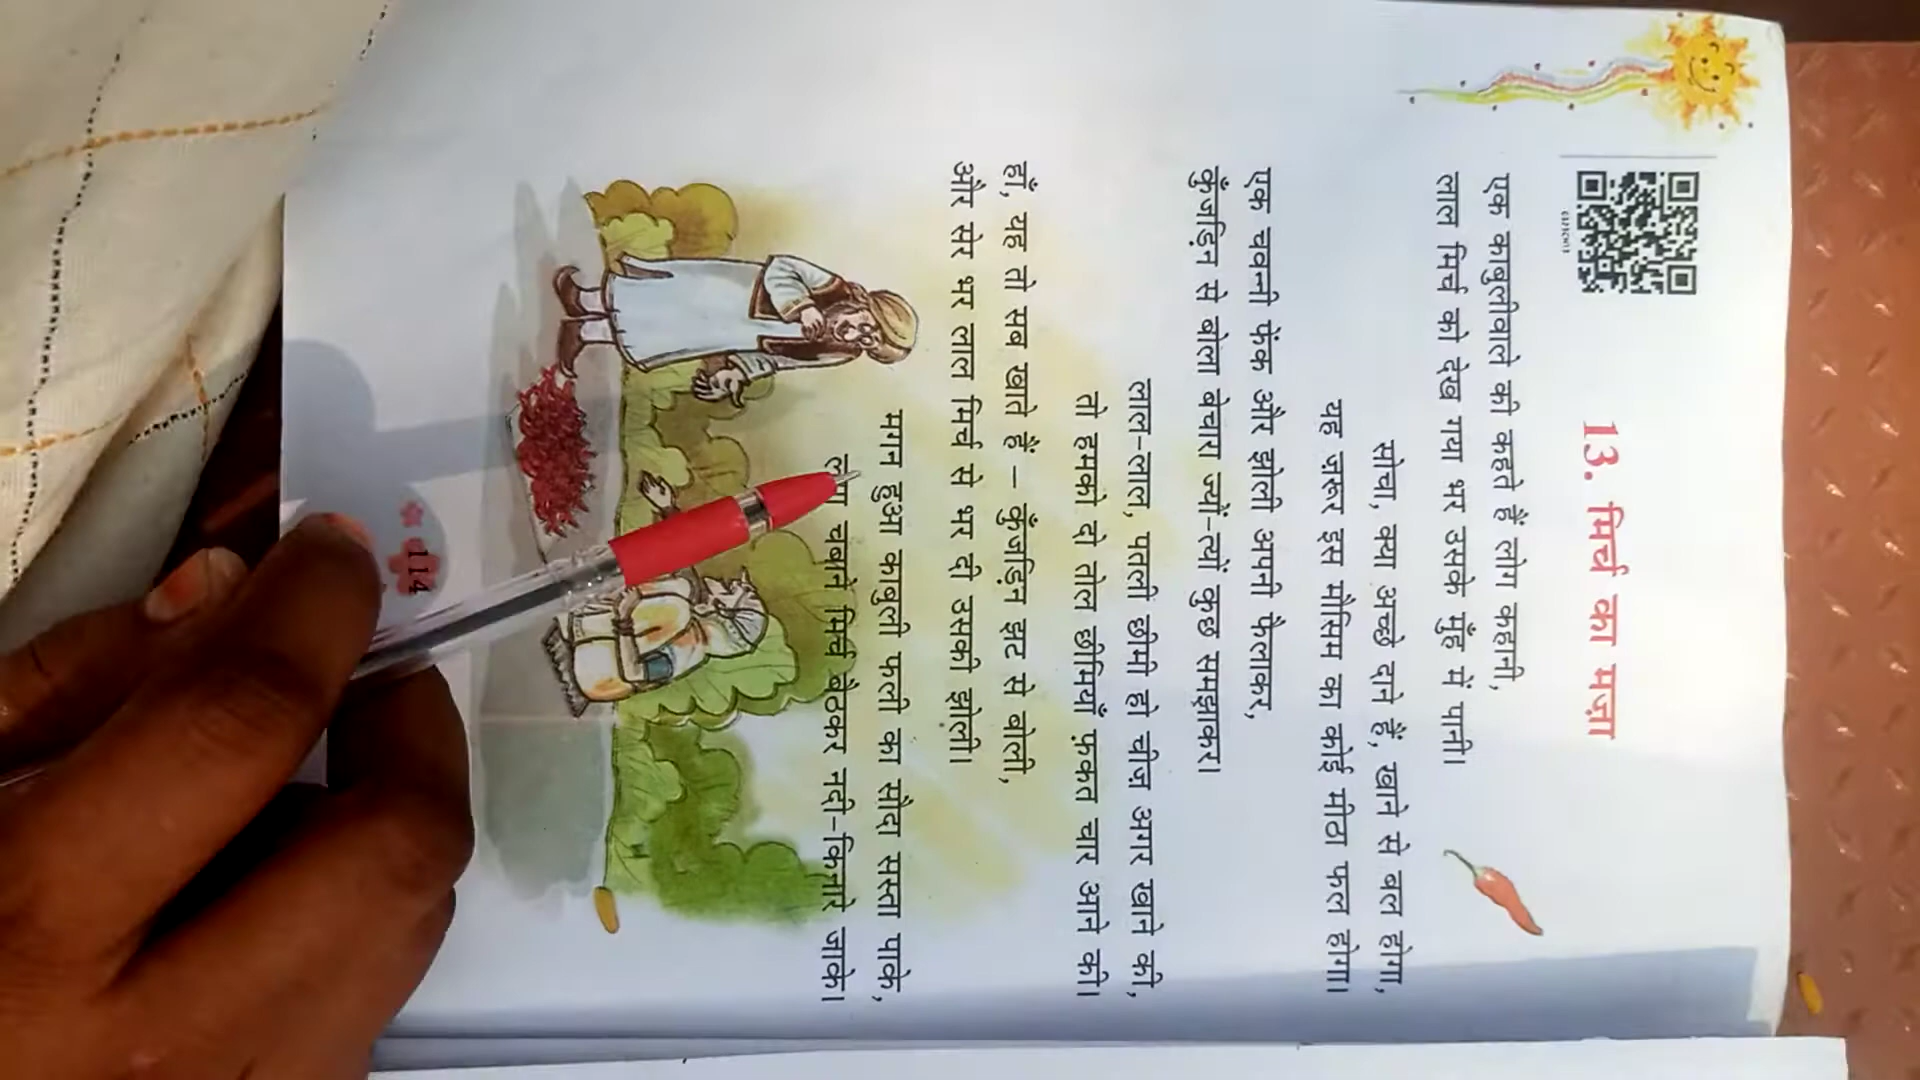 13. मिर्च का मज़ा
एक काबुलीवाले की कहते हैं लोग कहानी,
लाल मिर्च को देख गया भर उसके मुँह में पानी।
सोचा, क्या अच्छे दाने हैं, खाने से बल होगा,
यह ज़रूर इस मौसिम का कोई मीठा फल होगा।
एक चवन्नी फेंक और झोली अपनी फैलाकर,
कुँजड़िन से बोला बेचारा ज्यों-त्यों कुछ समझाकर।
लाल-लाल, पतली छीमी हो चीज़ अगर खाने की,
तो हमको दो तोल छीमियाँ फ़कत चार आने की।
हाँ, यह तो सब खाते हैं – कुँजड़िन झट से बोली,
और सेर भर लाल मिर्च से भर दी उसकी झोली।
मगन हुआ काबुली फली का सौदा सस्ता पाके,
चबाने मिर्च बैठकर नदी-किनारे जाके।
114